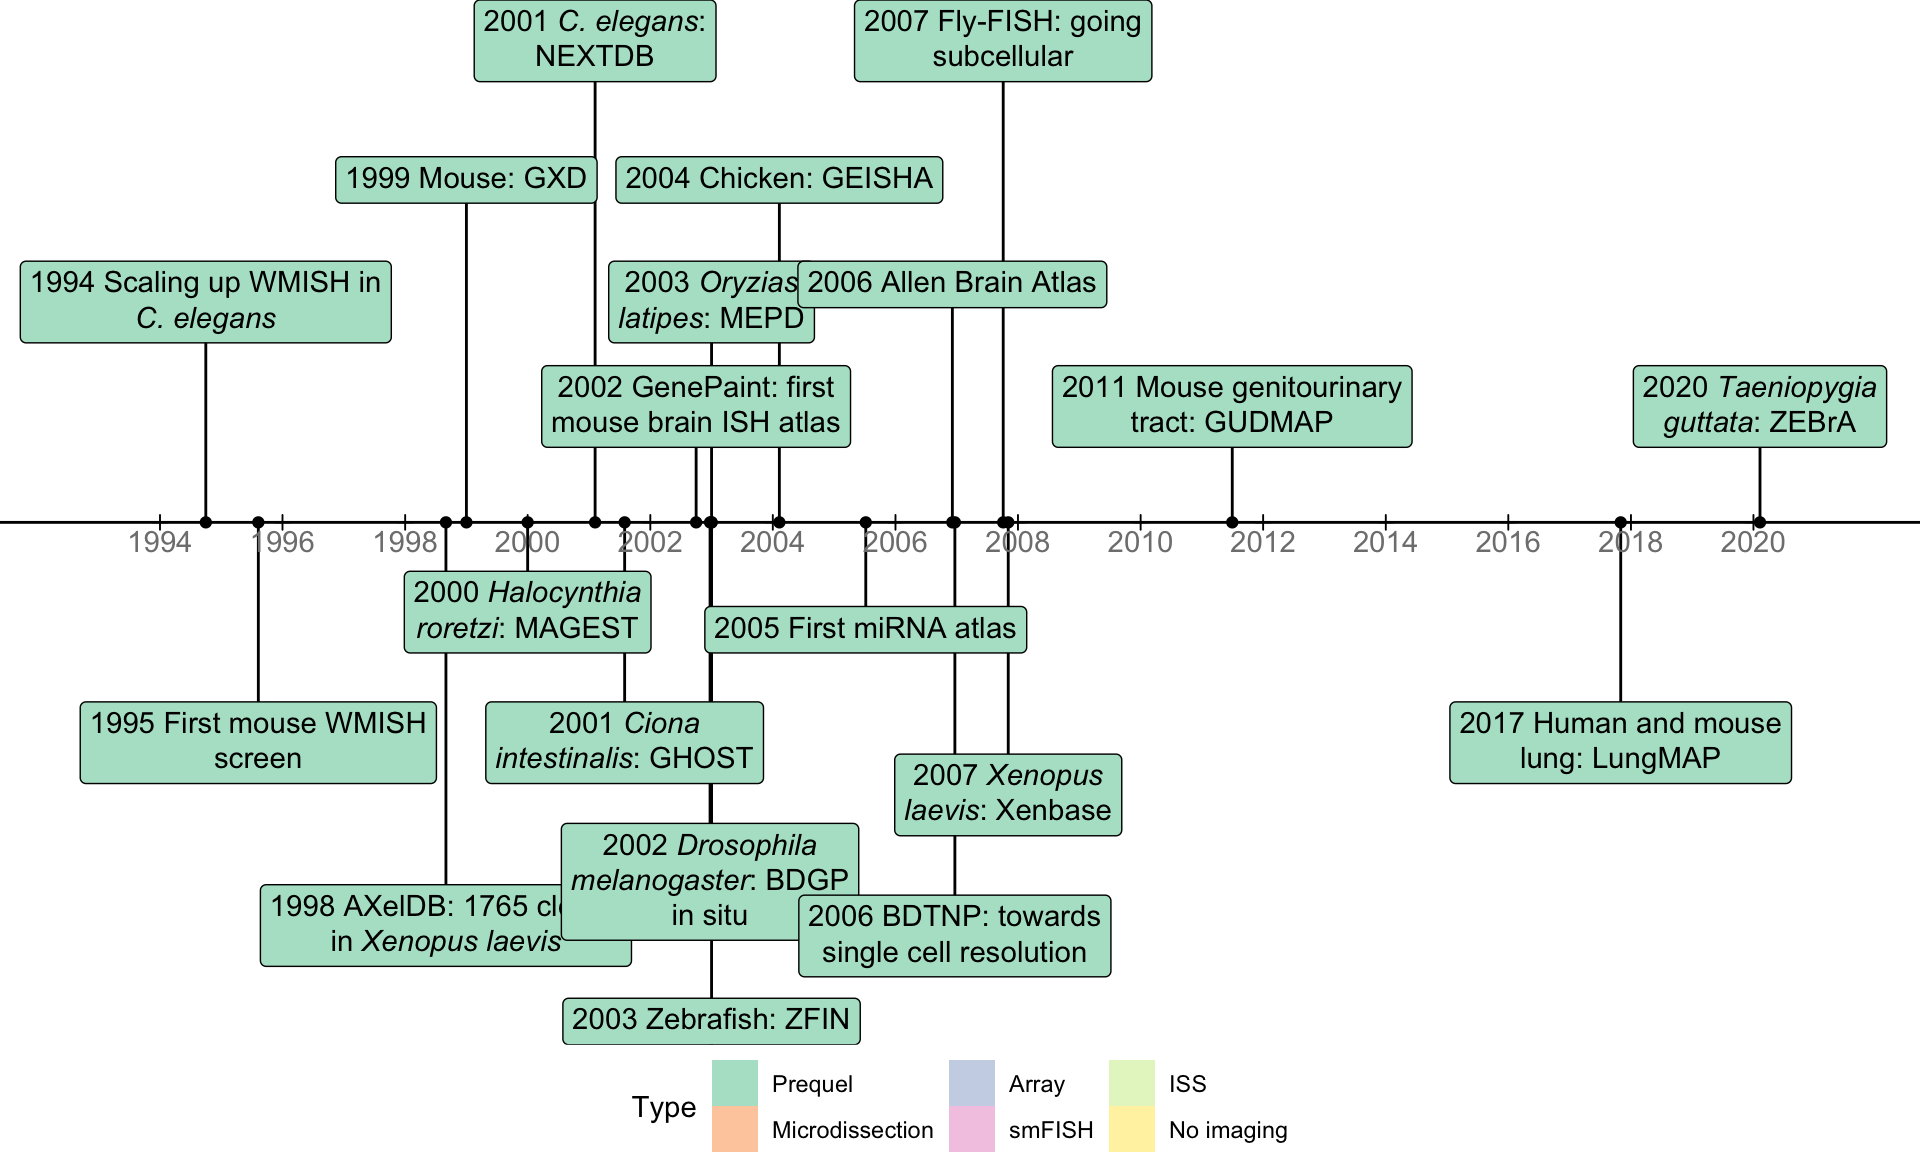 2001 C. elegans:
NEXTDB
2007 Fly-FISH: going
subcellular
1999 Mouse: GXD
2004 Chicken: GEISHA
1994 Scaling up WMISH in
C. elegans
2003 Oryzias
latipes: MEPD
2006 Allen Brain Atlas
2002 GenePaint: first
mouse brain ISH atlas
2011 Mouse genitourinary
tract: GUDMAP
2020 Taeniopygia
guttata: ZEBrA
1994 1996 1998 2000 2002 2004 2006 2008 2010 2012 2014 2016 2018 2020
2000 Halocynthia
roretzi: MAGEST
2005 First miRNA atlas
1995 First mouse WMISH
screen
2001 Ciona
intestinalis: GHOST
2017 Human and mouse
lung: LungMAP
2007 Xenopus
laevis: Xenbase
2002 Drosophila
melanogaster: BDGP
in situ
1998 AXelDB: 1765
in Xenopus laevis
2006 BDTNP: towards
single cell resolution
2003 Zebrafish: ZFIN
Type
Prequel
Microdissection
Array
smFISH
ISS
No imaging